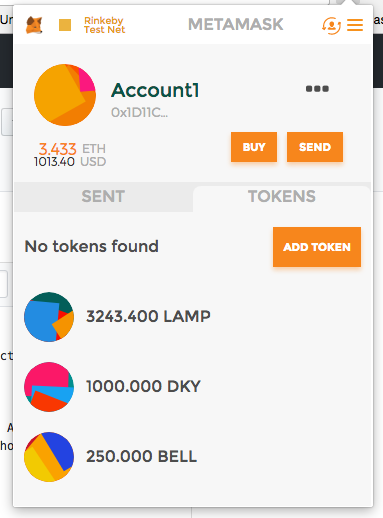 Rinkeby
Test Net
METAMASK
Account1
0x1D11C...
3.433 ETH
1013.40 USD
BUY
SEND
SENT
TOKENS
No tokens found
ADD TOKEN
3243.400 LAMP
1000.000 DKY
250.000 BELL